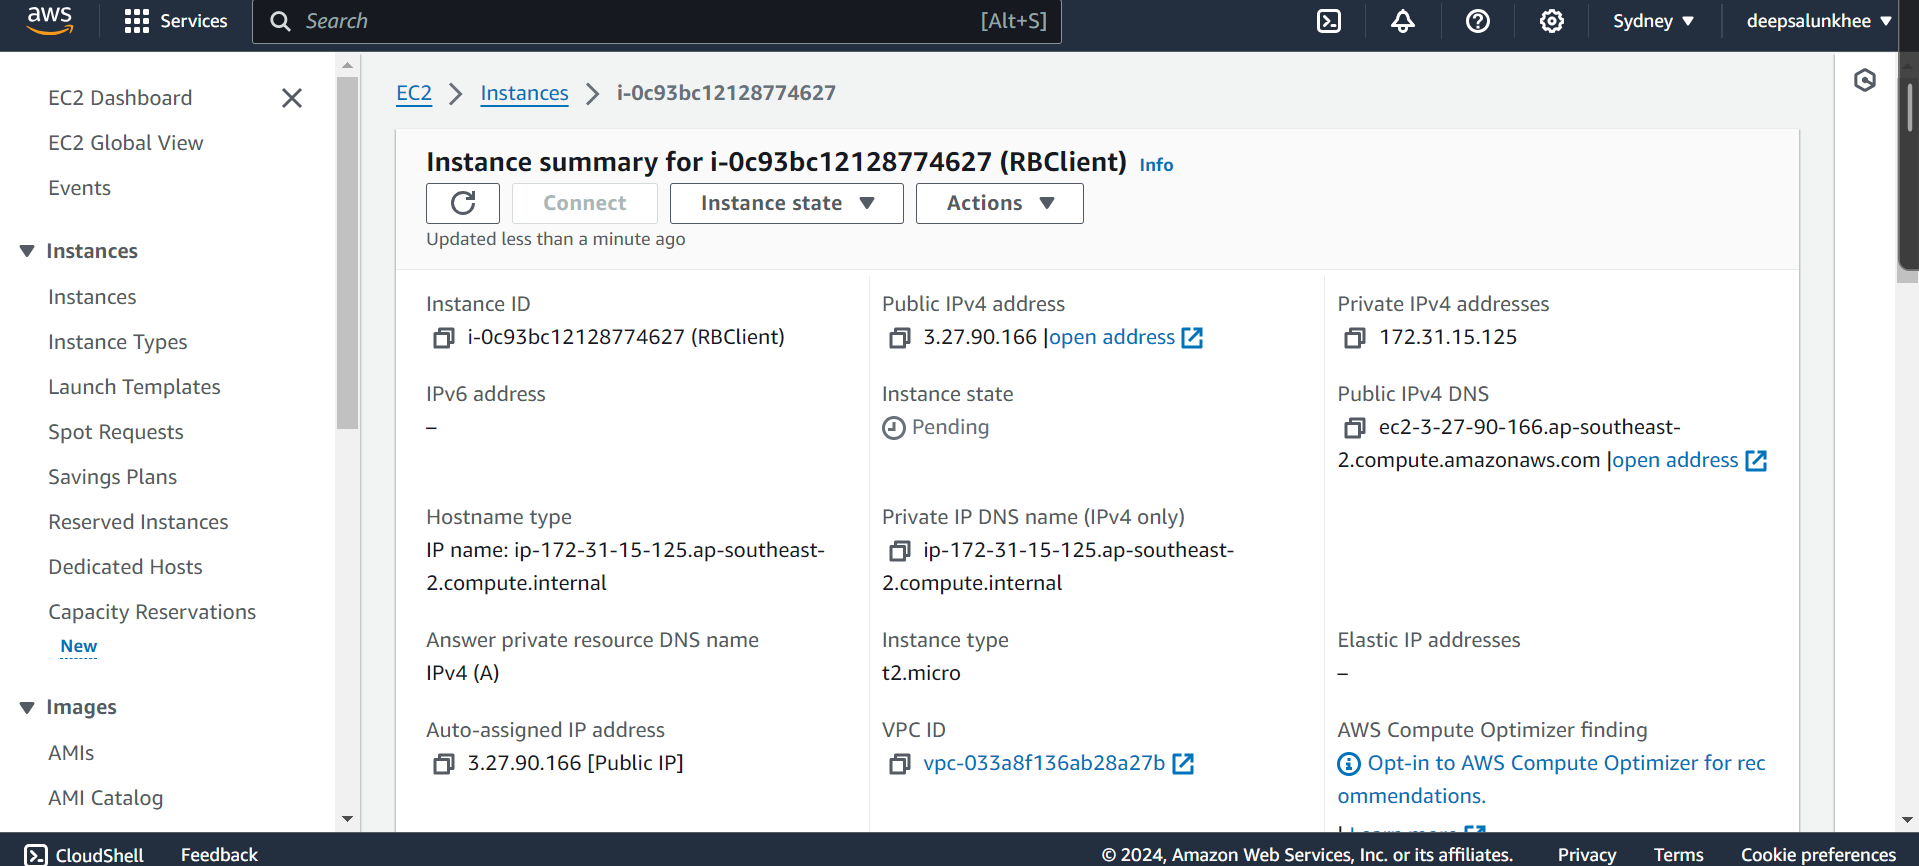 aws
Services
Search
[Alt+S]
Sydney
deepsalunkhee
EC2 Dashboard
EC2 Global View
Events
Instances
Instances
Instance Types
Launch Templates
Spot Requests
Savings Plans
Reserved Instances
Dedicated Hosts
Capacity Reservations
New
Images
AMIs
AMI Catalog
EC2 Instances i-0c93bc12128774627
Instance summary for i-0c93bc12128774627 (RBClient) Info
Connect
Instance state
Actions
Updated less than a minute ago
Instance ID
i-0c93bc12128774627 (RBClient)
Public IPv4 address
3.27.90.166 |open address
Private IPv4 addresses
172.31.15.125
IPv6 address
–
Instance state
Pending
Public IPv4 DNS
ec2-3-27-90-166.ap-southeast-
2.compute.amazonaws.com |open address
Hostname type
IP name: ip-172-31-15-125.ap-southeast-
2.compute.internal
Private IP DNS name (IPv4 only)
ip-172-31-15-125.ap-southeast-
2.compute.internal
Answer private resource DNS name
IPv4 (A)
Instance type
t2.micro
Elastic IP addresses
–
Auto-assigned IP address
3.27.90.166 [Public IP]
VPC ID
vpc-033a8f136ab28a27b
AWS Compute Optimizer finding
Opt-in to AWS Compute Optimizer for rec
ommendations.
| Learn more
CloudShell
Feedback
© 2024, Amazon Web Services, Inc. or its affiliates.
Privacy
Terms
Cookie preferences